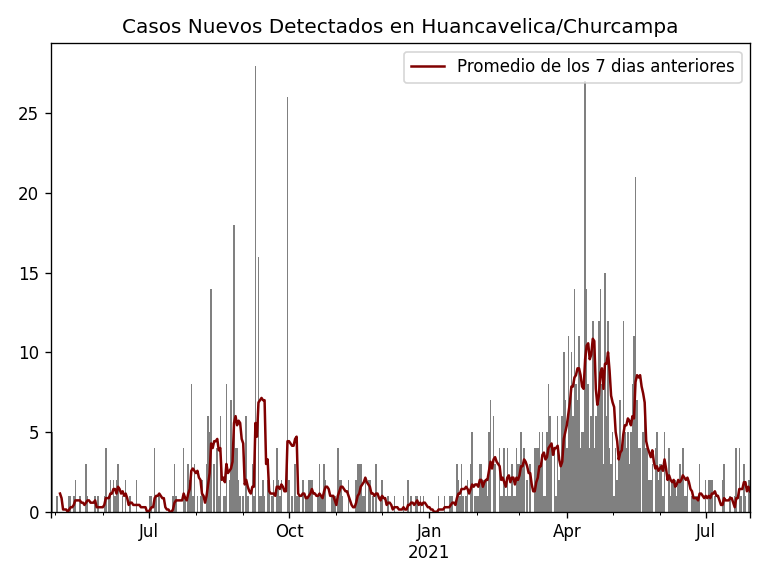 Casos Nuevos Detectados en Huancavelica/Churcampa
Promedio de los 7 dias anteriores
25
20
15
10
5
0
Jul
Oct
Jan
2021
Apr
Jul